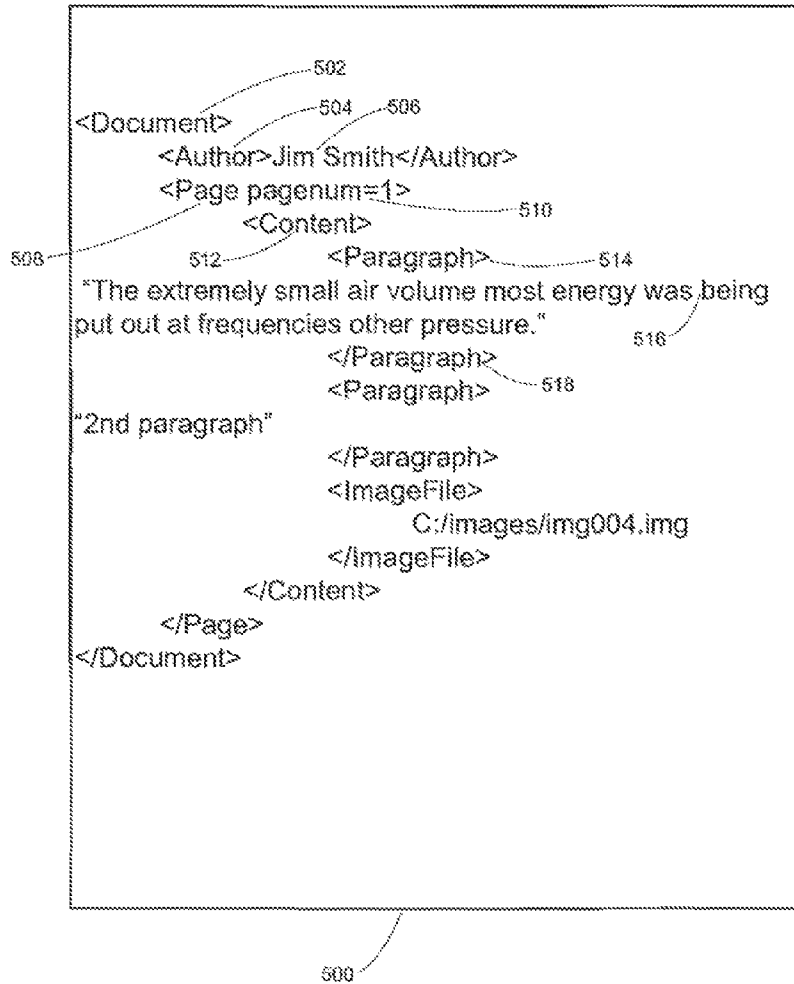 502
<Document>
504 506
<Author>Jim Smith</Author>
<Page pagenum=1>
510
<Content>
508 512
<Paragraph> 514
"The extremely small air volume most energy was being
put out at frequencies other pressure."
516
</Paragraph>
518
<Paragraph>
"2nd paragraph"
</Paragraph>
<ImageFile>
C:/images/img004.img
</ImageFile>
</Content>
</Page>
</Document>
500